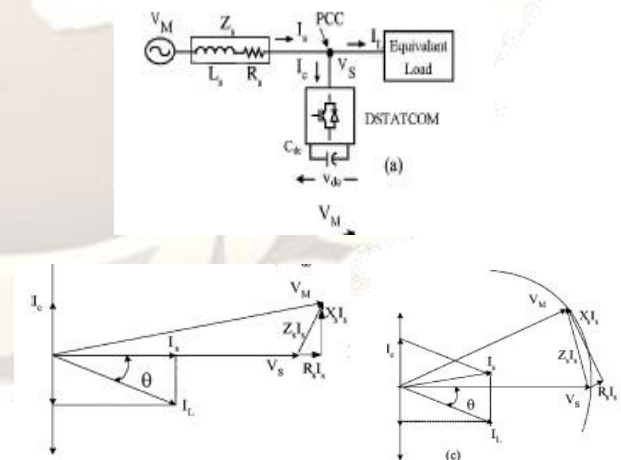 V_M
Z_s
I_s
PCC
I_L
Equivalant
Load
L_s
R_s
I_c
V_S
DSTATCOM
C_dc
V_dc
(a)
V_M
I_c
V_M
X_sI_s
Z_sI_s
I_s
V_S
R_sI_s
θ
I_L
V_M
X_sI_s
I_c
I_s
Z_sI_s
V_S
R_sI_s
θ
I_L
(c)